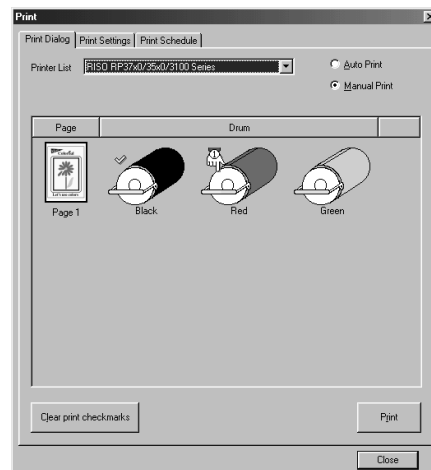 Print
Print Dialog Print Settings Print Schedule
Printer List RISO RP37x0/35x0/3100 Series Auto Print
Manual Print
Page Drum
Page 1 Black Red Green
Clear print checkmarks Print
Close